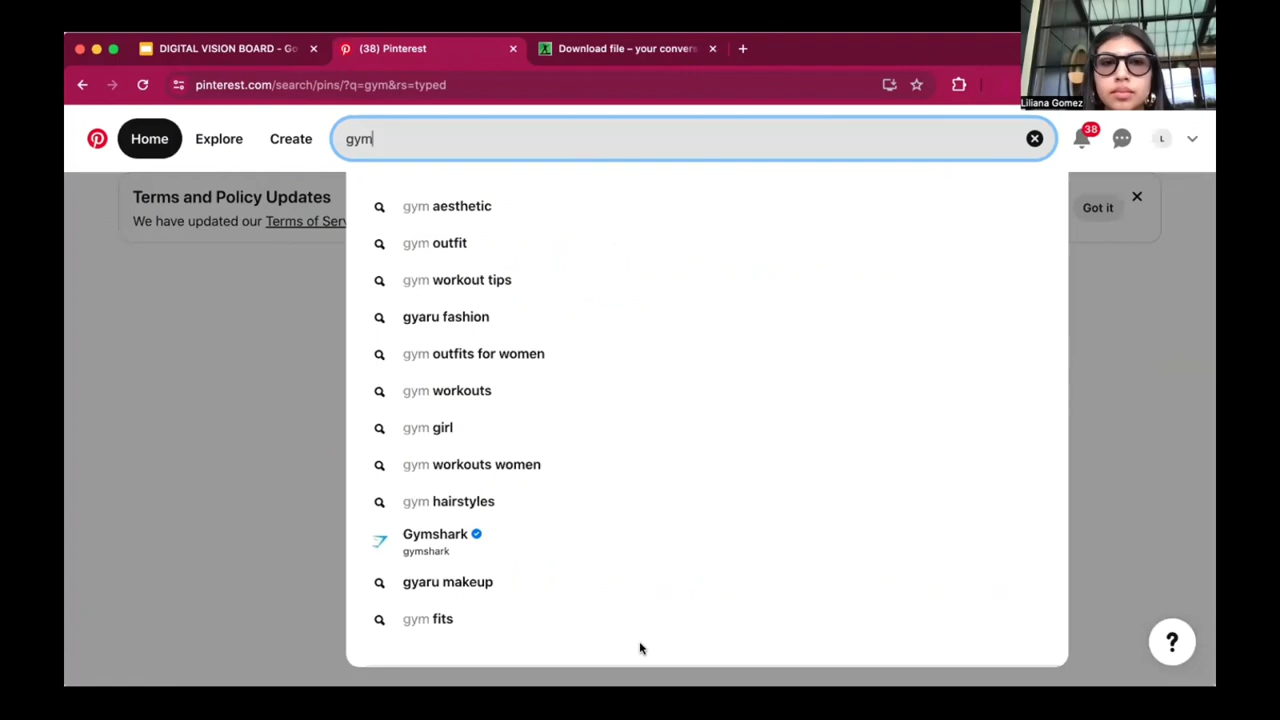 DIGITAL VISION BOARD - Go
(38) Pinterest
Download file – your conver
pinterest.com/search/pins/?q=gym&rs=typed
Liliana Gomez
Home
Explore
Create
gym
38
L
Terms and Policy Updates
We have updated our Terms of Serv
Got it
gym aesthetic
gym outfit
gym workout tips
gyaru fashion
gym outfits for women
gym workouts
gym girl
gym workouts women
gym hairstyles
Gymshark
gymshark
gyaru makeup
gym fits
?